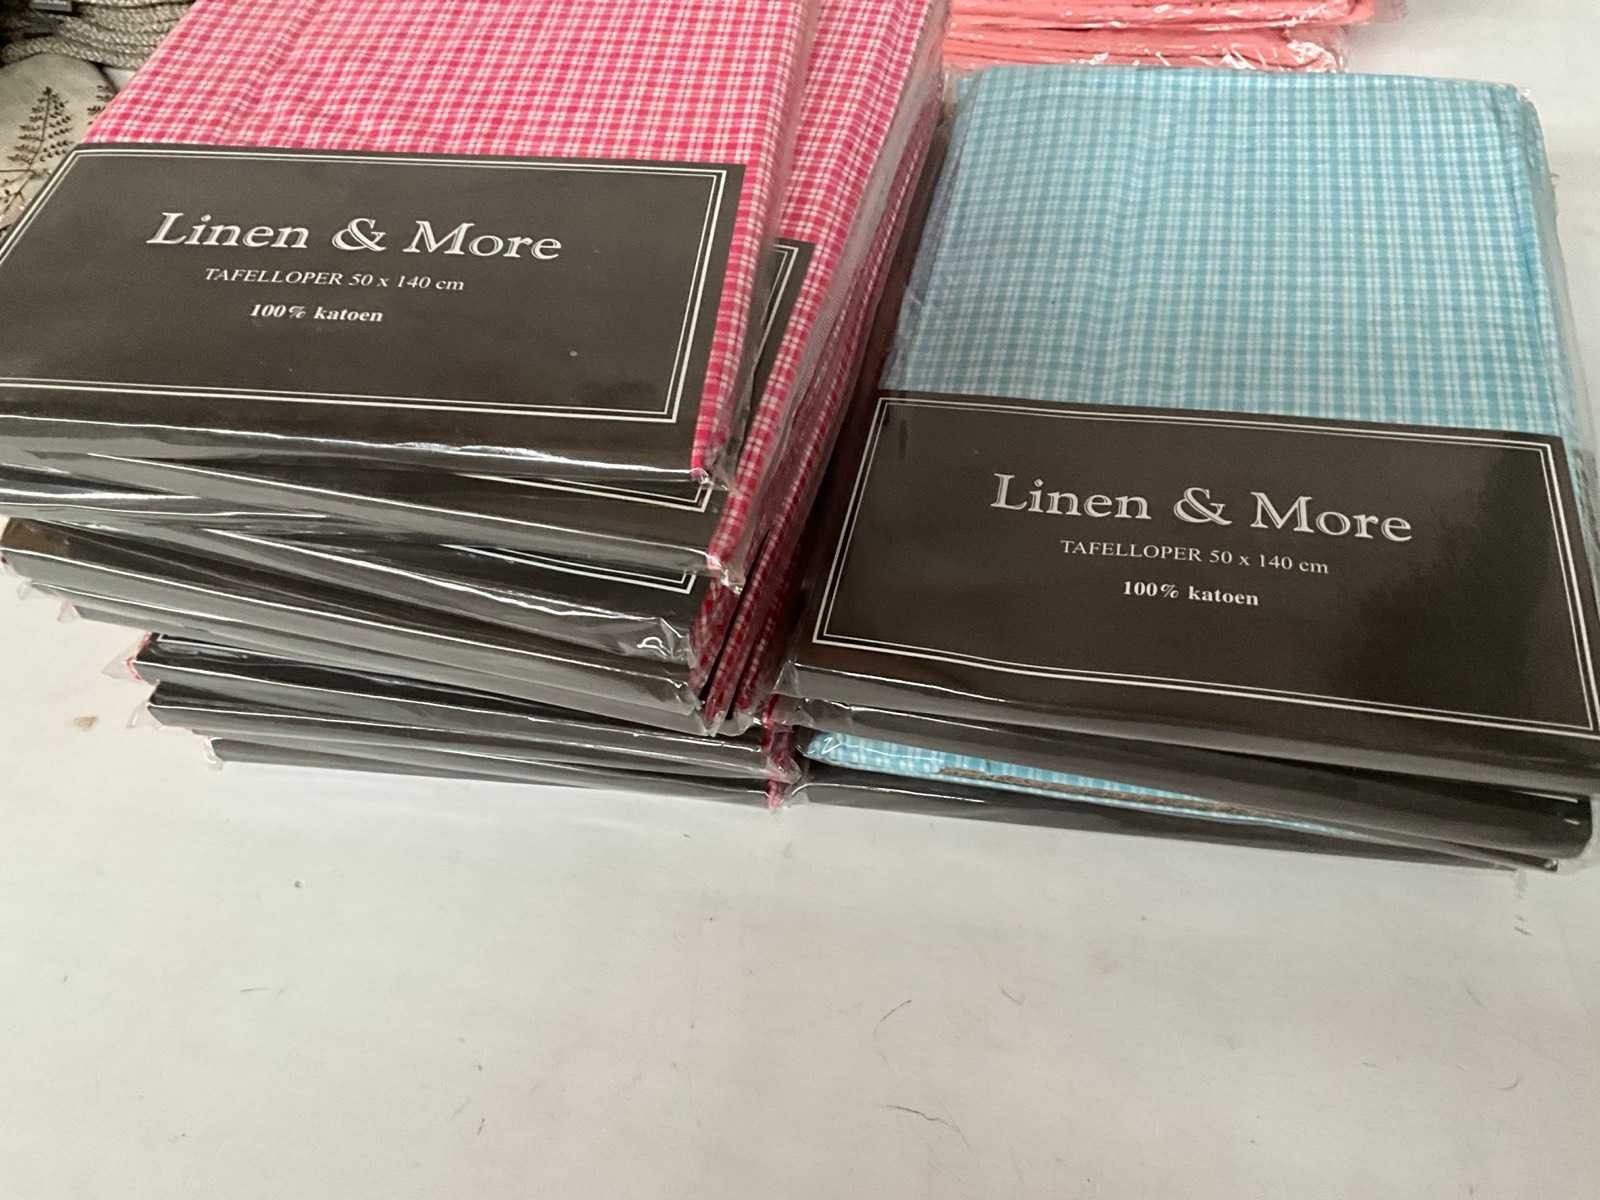 Linen & More
TAFELLOPER 50 x 140 cm
100% katoen
Linen & More
TAFELLOPER 50 x 140 cm
100% katoen